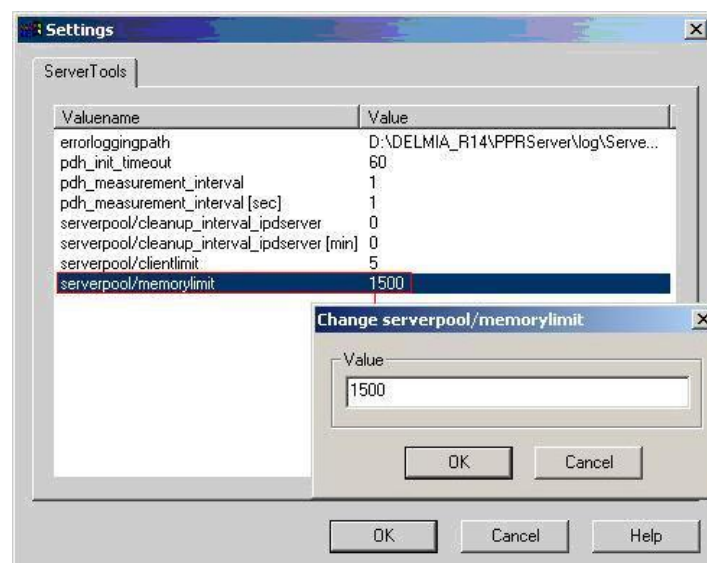 Settings
ServerTools
Valuename Value
errorloggingpath D:\DELMIA_R14\PPRServer\log\Serve...
pdh_init_timeout 60
pdh_measurement_interval 1
pdh_measurement_interval [sec] 1
serverpool/cleanup_interval_ipdserver 0
serverpool/cleanup_interval_ipdserver [min] 0
serverpool/clientlimit 5
serverpool/memorylimit 1500
Change serverpool/memorylimit
Value
1500
OK Cancel
OK Cancel Help